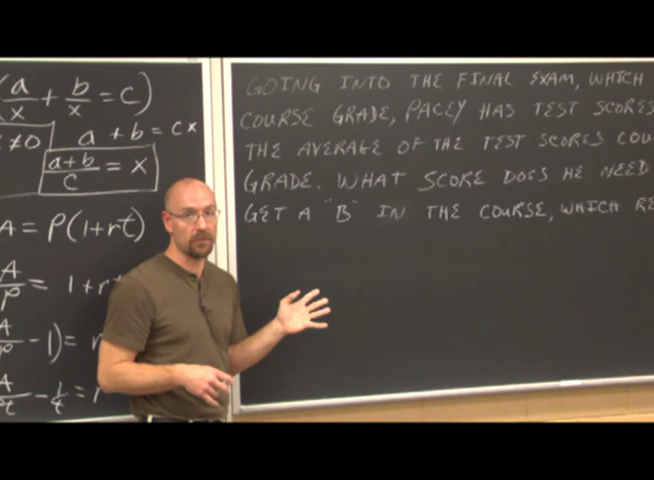 (a/x + b/x = c)
≠0 a + b = cx
a+b/c = x
A = P(1+rt)
A/P = 1+rt
A/P - 1) = r
A/Pt - 1/t = r
GOING INTO THE FINAL EXAM, WHICH
COURSE GRADE, PACEY HAS TEST SCORES
THE AVERAGE OF THE TEST SCORES COU
GRADE. WHAT SCORE DOES HE NEED
GET A "B" IN THE COURSE, WHICH RE